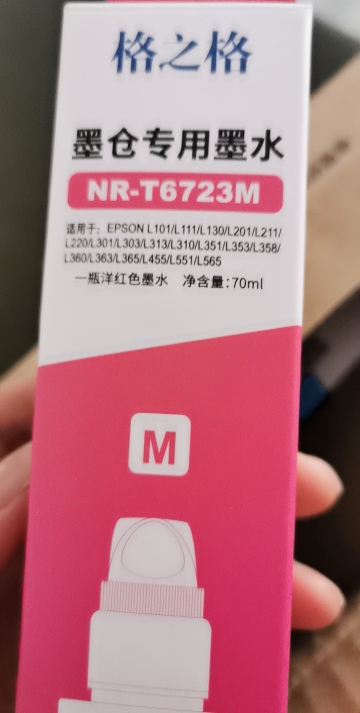 格之格
墨仓专用墨水
NR-T6723M
适用于：EPSON L101/L111/L130/L201/L211/
L220/L301/L303/L313/L310/L351/L353/L358/
L360/L363/L365/L455/L551/L565
一瓶洋红色墨水 净含量：70ml
M